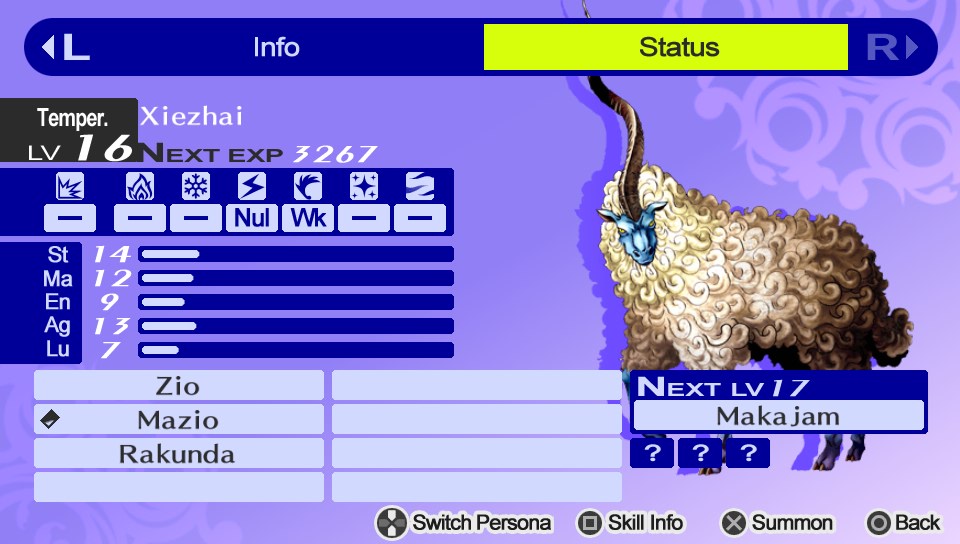 L Info Status R
Temper. Xiezhai
LV 16 NEXT EXP 3267
— — — Nul Wk — —
St 14
Ma 12
En 9
Ag 13
Lu 7
Zio
Mazio
Rakunda
NEXT LV 17
Makajam
? ? ?
Switch Persona Skill Info Summon Back